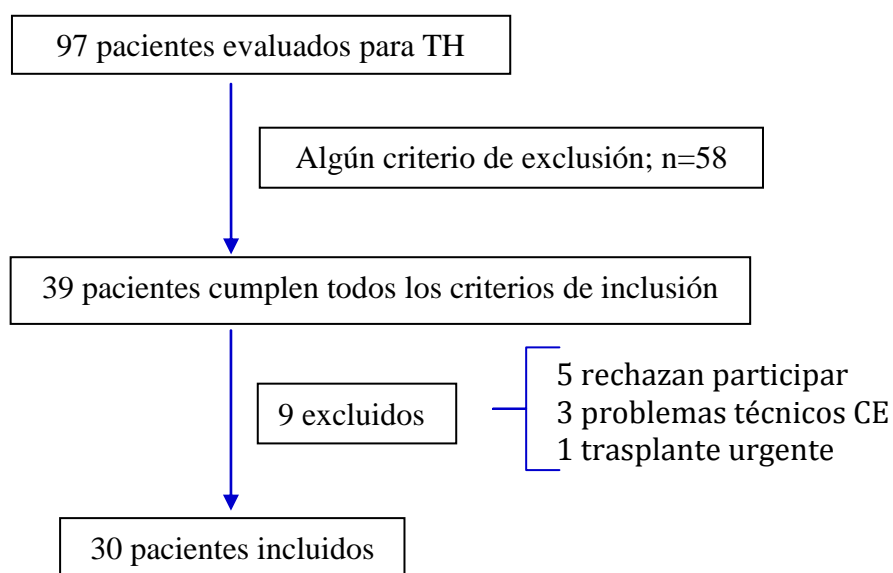 97 pacientes evaluados para TH
Algún criterio de exclusión; n=58
39 pacientes cumplen todos los criterios de inclusión
9 excluidos
5 rechazan participar
3 problemas técnicos CE
1 trasplante urgente
30 pacientes incluidos